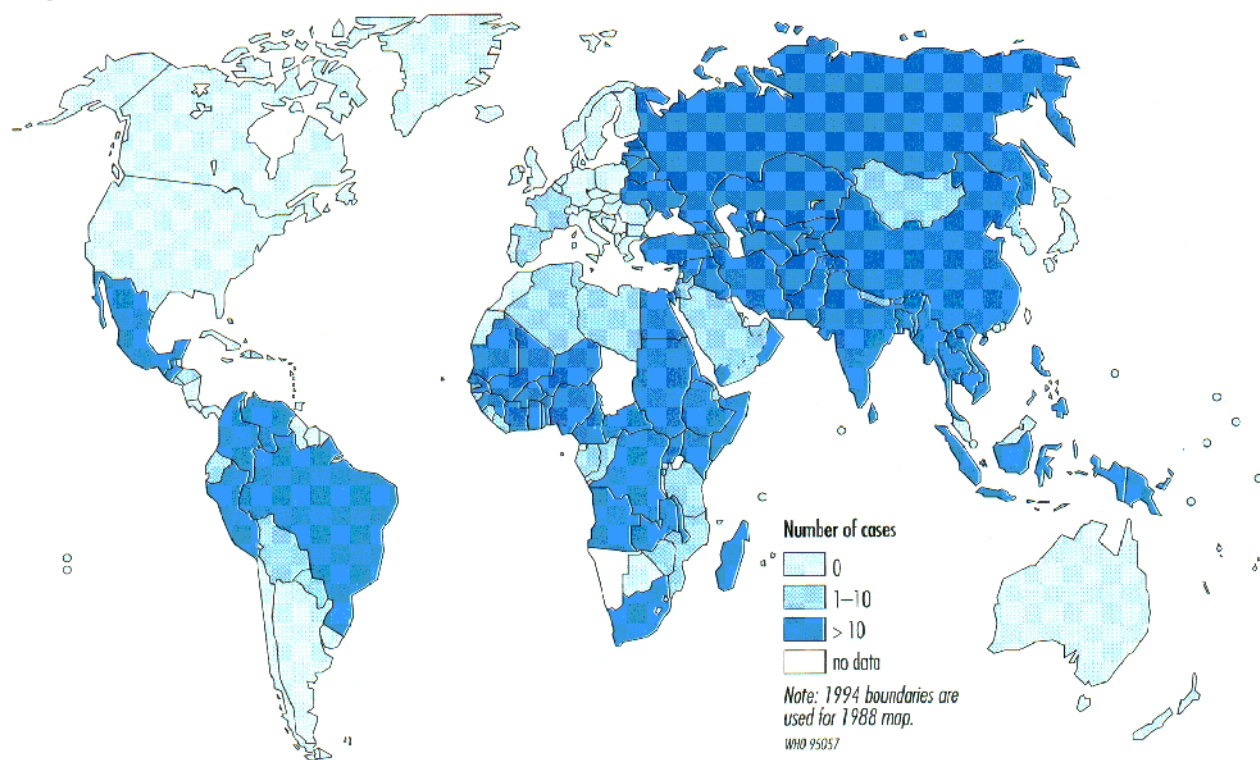 Number of cases
0
1–10
> 10
no data
Note: 1994 boundaries are
used for 1988 map.
WHO 95057